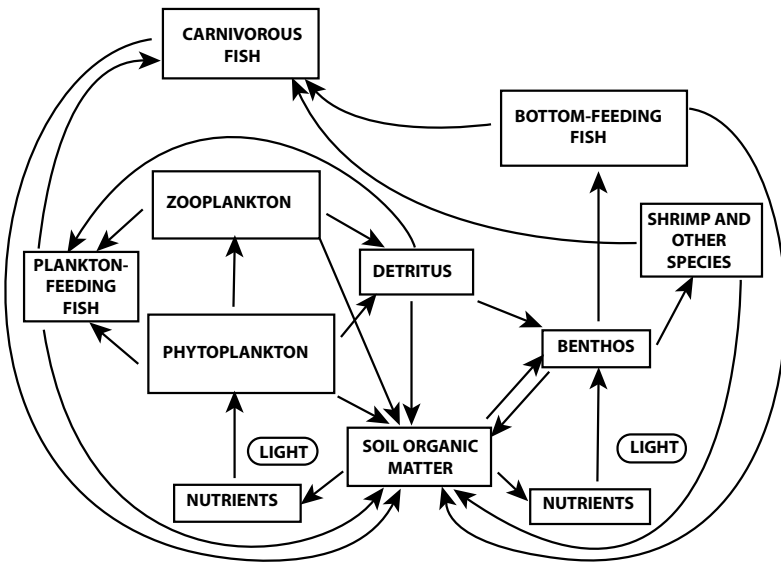 CARNIVOROUS
FISH
BOTTOM-FEEDING
FISH
ZOOPLANKTON
SHRIMP AND
OTHER
SPECIES
PLANKTON-
FEEDING
FISH
DETRITUS
PHYTOPLANKTON
BENTHOS
LIGHT
SOIL ORGANIC
MATTER
LIGHT
NUTRIENTS
NUTRIENTS